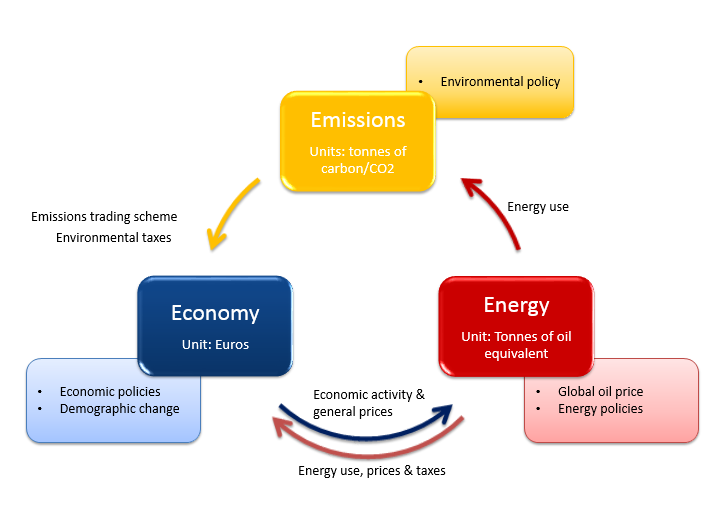 • Environmental policy
Emissions
Units: tonnes of
carbon/CO2
Energy use
Emissions trading scheme
Environmental taxes
Economy
Unit: Euros
Energy
Unit: Tonnes of oil
equivalent
• Economic policies
• Demographic change
Economic activity &
general prices
• Global oil price
• Energy policies
Energy use, prices & taxes